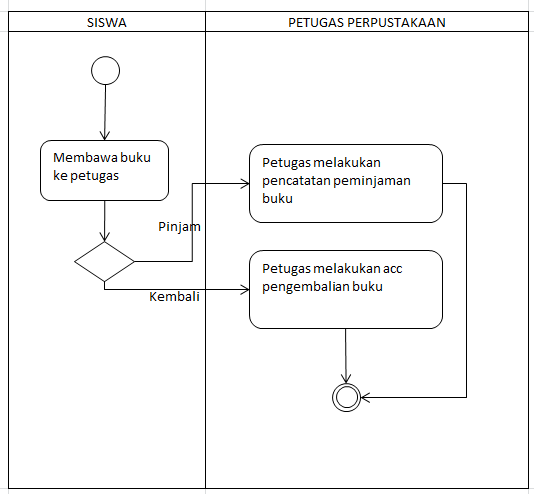 SISWA
PETUGAS PERPUSTAKAAN
Membawa buku
ke petugas
Petugas melakukan
pencatatan peminjaman
buku
Pinjam
Petugas melakukan acc
pengembalian buku
Kembali